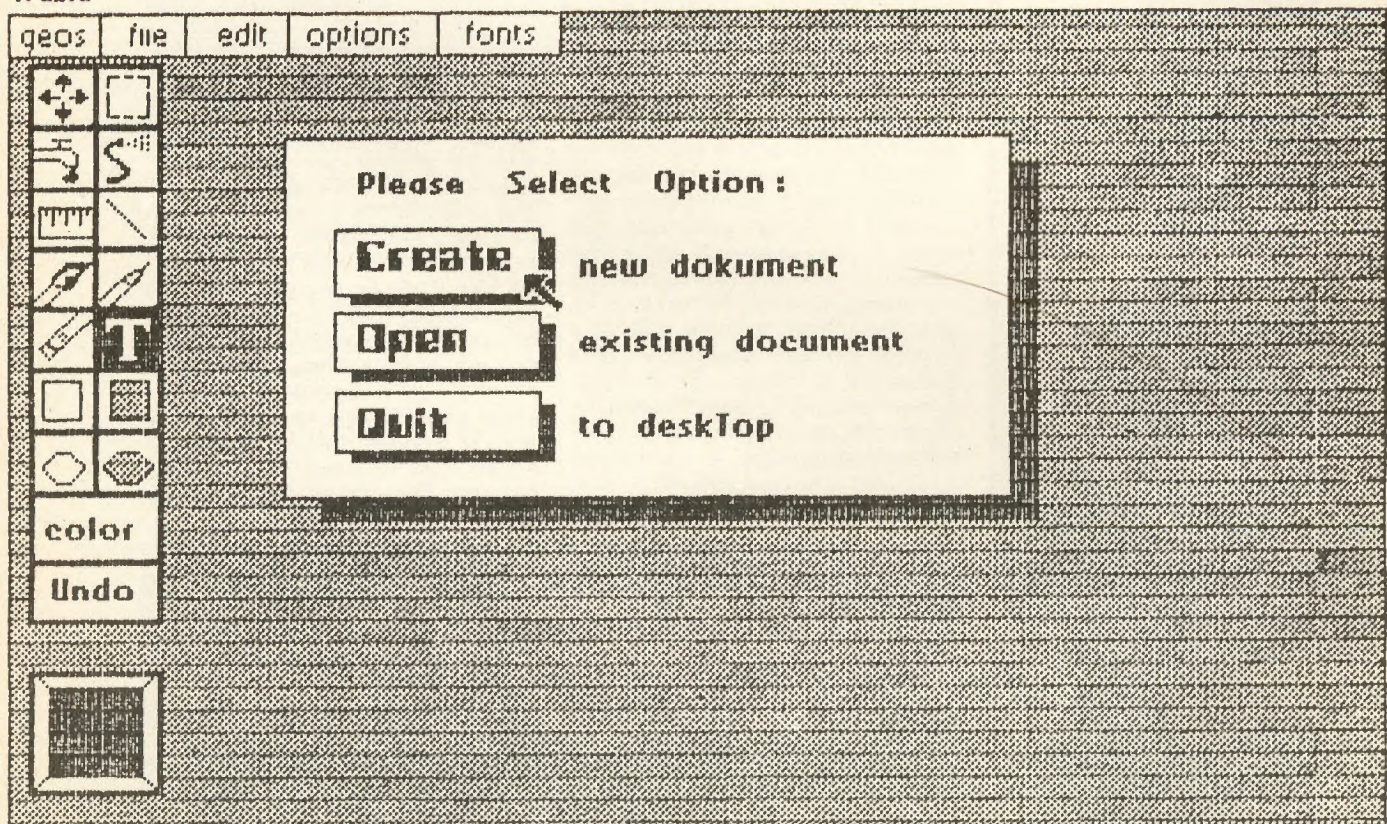 geos file edit options fonts
Please Select Option:
Create new dokument
Open existing document
T
Quit to deskTop
color
Undo